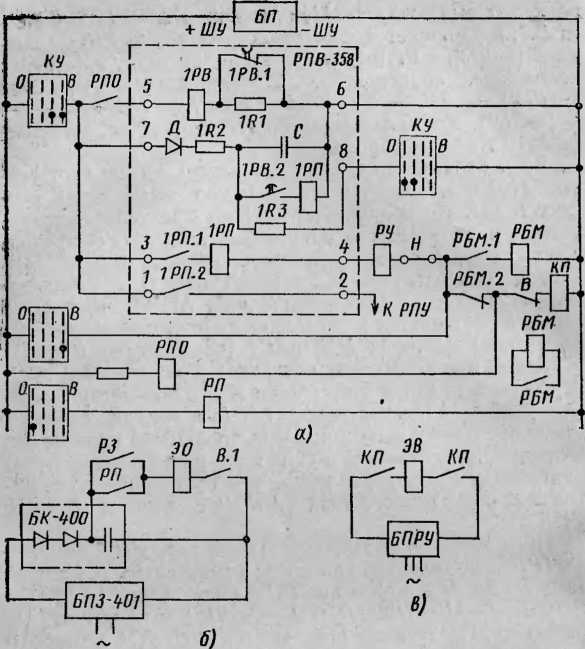 БП
+ ШУ
— ШУ
РПВ-358
КУ
О В
РПО
5
1РВ
1РВ.1
1R1
6
7
Д
1R2
С
8
КУ
О В
1РВ.2
1РП
1R3
3
1РП.1
1РП
4
РУ
Н
РБМ.1
РБМ
1
1РП.2
2
К РПУ
РБМ.2
В
КП
О В
РПО
РБМ
РБМ
О В
РП
а)
РЗ
РП
ЭО
В.1
БК-400
БПЗ-401
~
б)
КП
ЭВ
КП
БПРУ
~
в)